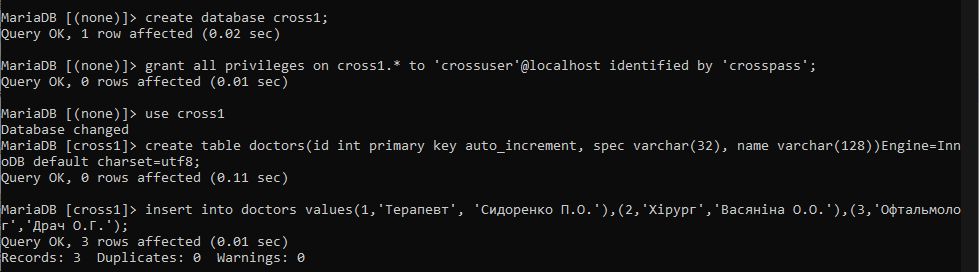 MariaDB [(none)]> create database cross1;
Query OK, 1 row affected (0.02 sec)
MariaDB [(none)]> grant all privileges on cross1.* to 'crossuser'@localhost identified by 'crosspass';
Query OK, 0 rows affected (0.01 sec)
MariaDB [(none)]> use cross1
Database changed
MariaDB [cross1]> create table doctors(id int primary key auto_increment, spec varchar(32), name varchar(128))Engine=Inn
oDB default charset=utf8;
Query OK, 0 rows affected (0.11 sec)
MariaDB [cross1]> insert into doctors values(1,'Терапевт', 'Сидоренко П.О.'),(2,'Хірург','Васяніна О.О.'),(3,'Офтальмоло
г','Драч О.Г.');
Query OK, 3 rows affected (0.01 sec)
Records: 3  Duplicates: 0  Warnings: 0